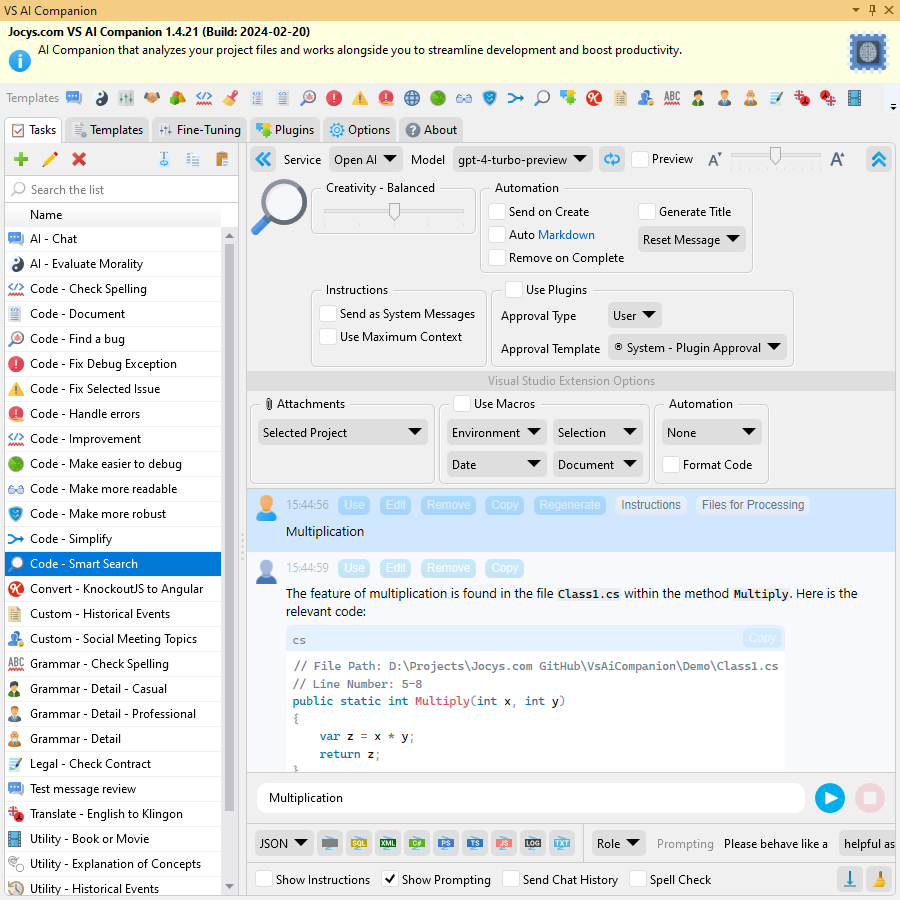 VS AI Companion
Jocys.com VS AI Companion 1.4.21 (Build: 2024-02-20)
AI Companion that analyzes your project files and works alongside you to streamline development and boost productivity.
Templates
Tasks Templates Fine-Tuning Plugins Options About
Search the list
Name
AI - Chat
AI - Evaluate Morality
Code - Check Spelling
Code - Document
Code - Find a bug
Code - Fix Debug Exception
Code - Fix Selected Issue
Code - Handle errors
Code - Improvement
Code - Make easier to debug
Code - Make more readable
Code - Make more robust
Code - Simplify
Code - Smart Search
Convert - KnockoutJS to Angular
Custom - Historical Events
Custom - Social Meeting Topics
Grammar - Check Spelling
Grammar - Detail - Casual
Grammar - Detail - Professional
Grammar - Detail
Legal - Check Contract
Test message review
Translate - English to Klingon
Utility - Book or Movie
Utility - Explanation of Concepts
Utility - Historical Events
Service Open AI Model gpt-4-turbo-preview Preview A A
Creativity - Balanced
Automation
Send on Create Generate Title
Auto Markdown Reset Message
Remove on Complete
Instructions
Send as System Messages
Use Maximum Context
Use Plugins
Approval Type User
Approval Template ® System - Plugin Approval
Visual Studio Extension Options
Attachments
Selected Project
Use Macros
Environment Selection
Date Document
Automation
None
Format Code
15:44:56 Use Edit Remove Copy Regenerate Instructions Files for Processing
Multiplication
15:44:59 Use Edit Remove Copy
The feature of multiplication is found in the file Class1.cs within the method Multiply. Here is the
relevant code:
cs Copy
// File Path: D:\Projects\Jocys.com GitHub\VsAiCompanion\Demo\Class1.cs
// Line Number: 5-8
public static int Multiply(int x, int y)
{
var z = x * y;
return z;
}
Multiplication
JSON SQL XML C# PS TS JS LOG TXT Role Prompting Please behave like a helpful as
Show Instructions Show Prompting Send Chat History Spell Check